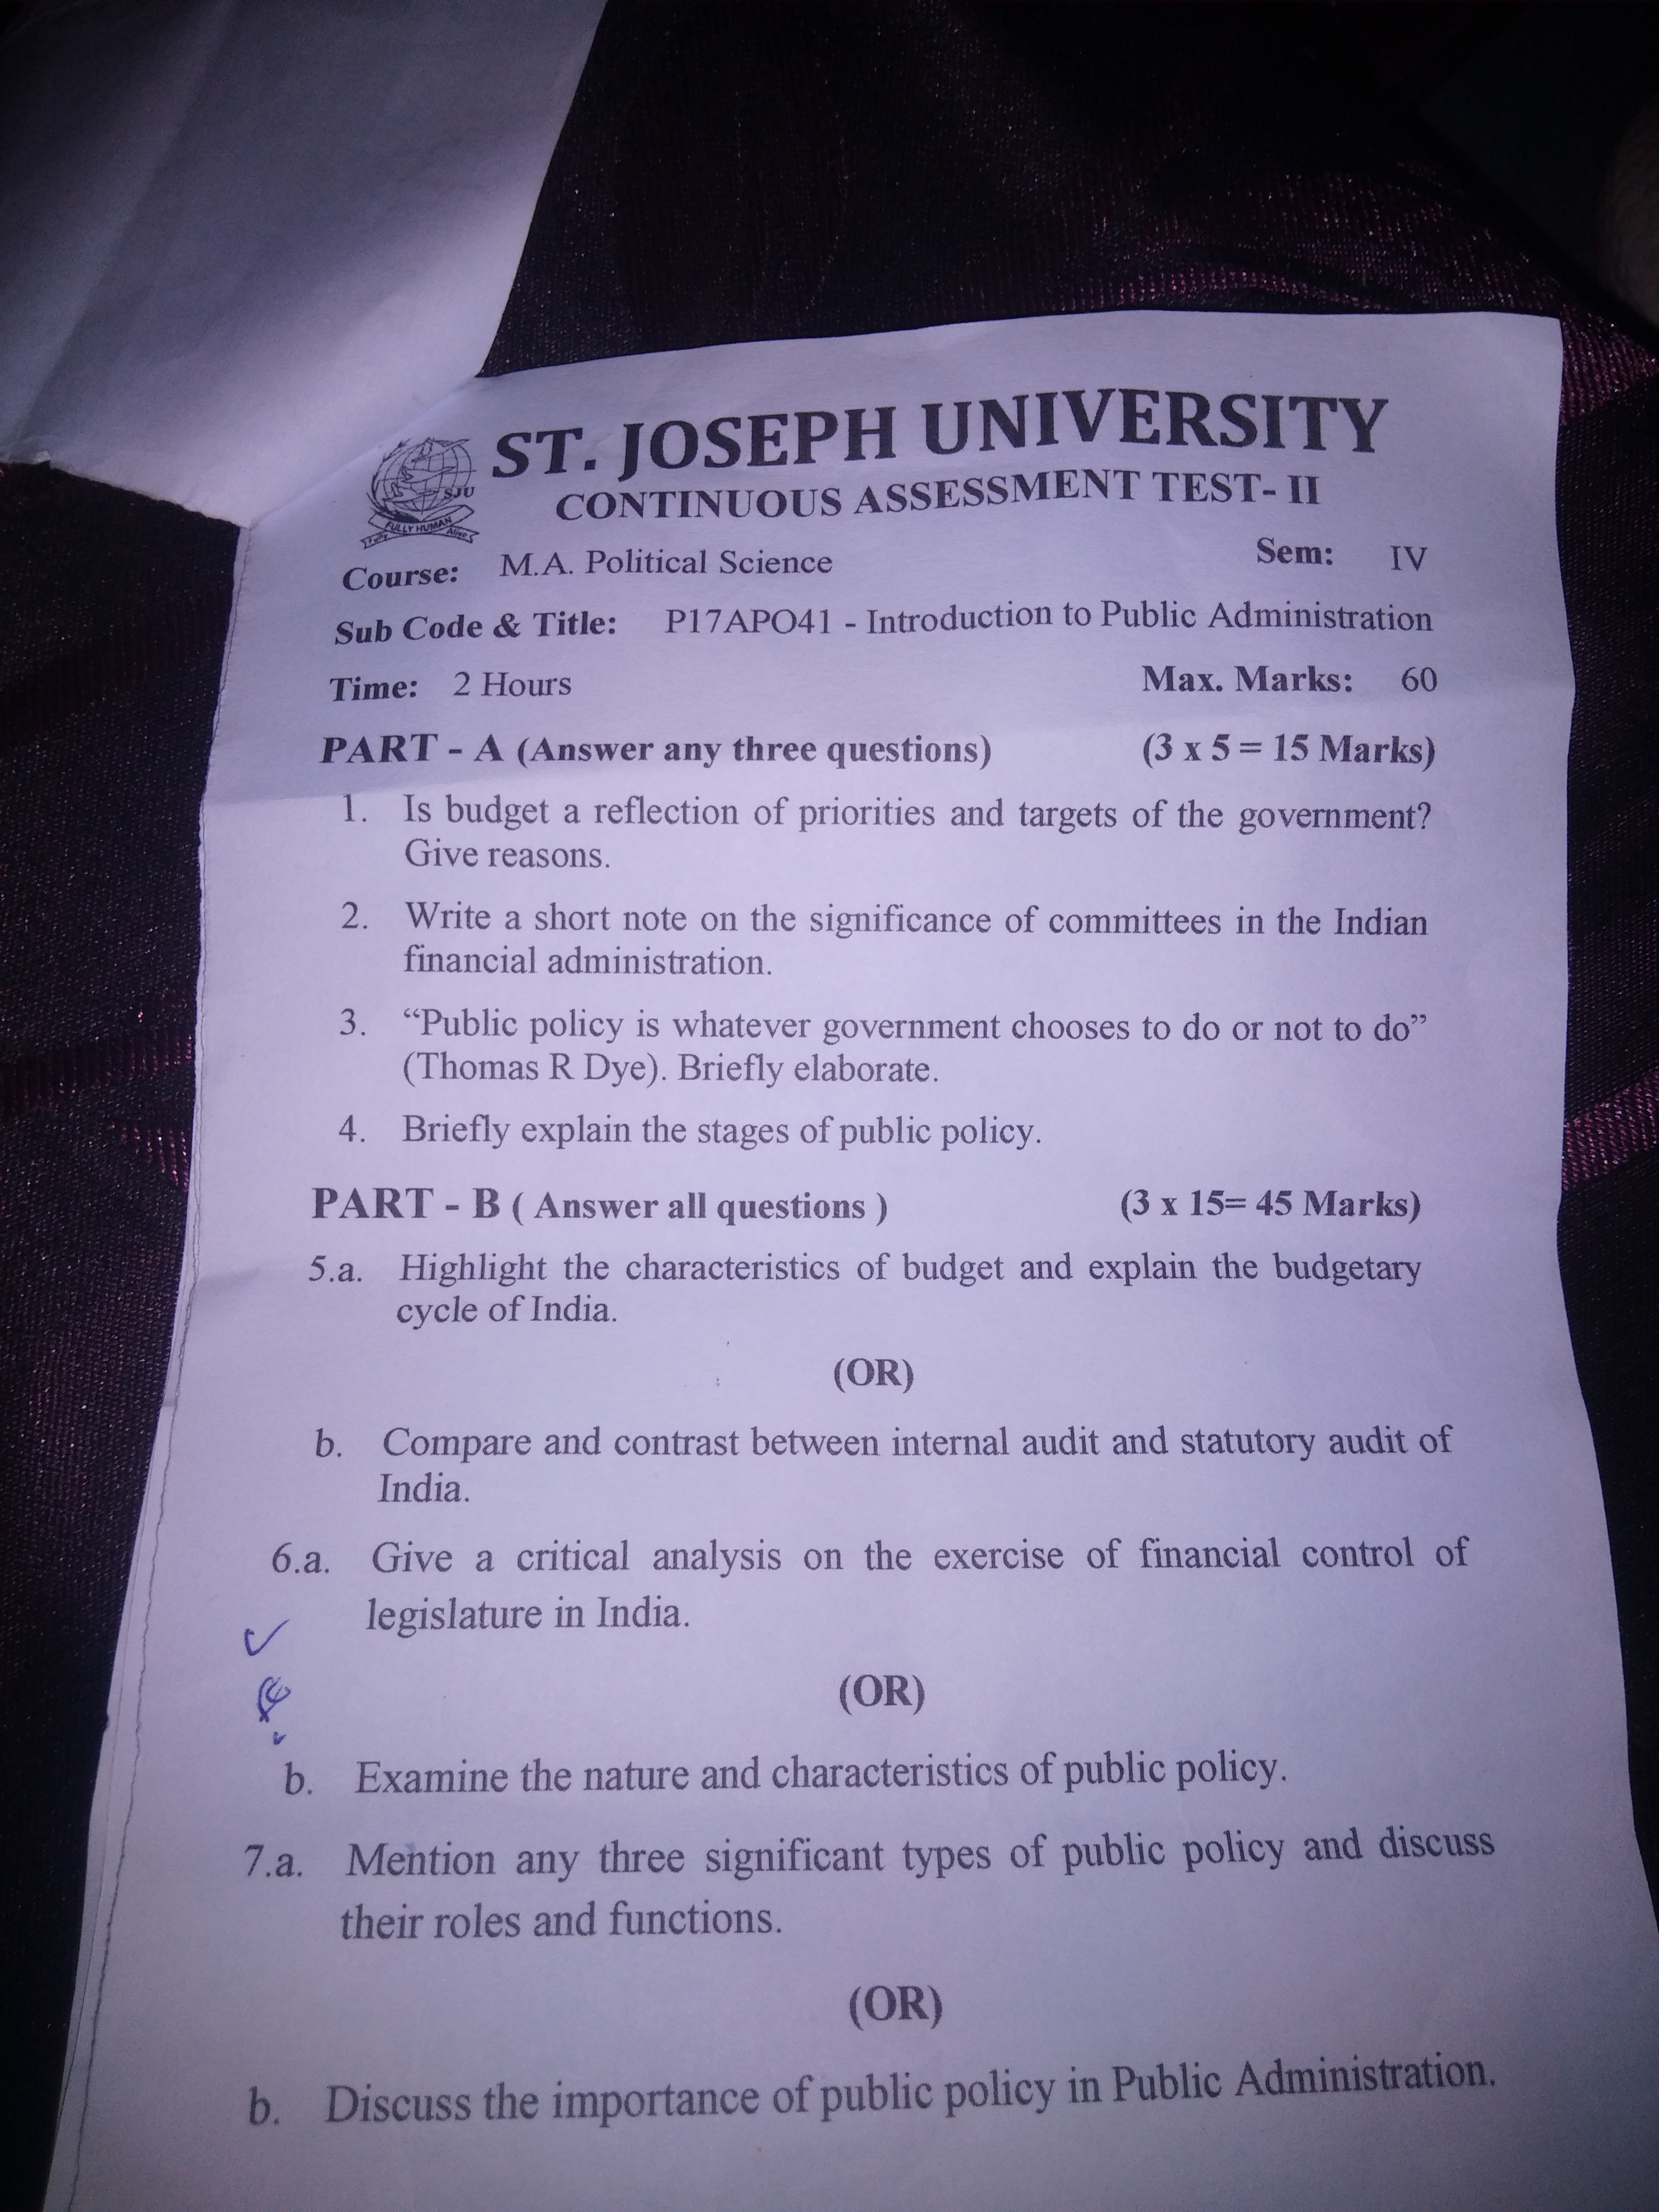 ST. JOSEPH UNIVERSITY
SJU
FULLY HUMAN
Fully Alive
CONTINUOUS ASSESSMENT TEST- II
Course: M.A. Political Science Sem: IV
Sub Code & Title: P17APO41 - Introduction to Public Administration
Time: 2 Hours Max. Marks: 60
PART - A (Answer any three questions) (3 x 5 = 15 Marks)
1. Is budget a reflection of priorities and targets of the government?
Give reasons.
2. Write a short note on the significance of committees in the Indian
financial administration.
3. “Public policy is whatever government chooses to do or not to do”
(Thomas R Dye). Briefly elaborate.
4. Briefly explain the stages of public policy.
PART - B ( Answer all questions ) (3 x 15= 45 Marks)
5.a. Highlight the characteristics of budget and explain the budgetary
cycle of India.
(OR)
b. Compare and contrast between internal audit and statutory audit of
India.
6.a. Give a critical analysis on the exercise of financial control of
legislature in India.
(OR)
b. Examine the nature and characteristics of public policy.
7.a. Mention any three significant types of public policy and discuss
their roles and functions.
(OR)
b. Discuss the importance of public policy in Public Administration.